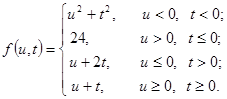 f(u,t) = { u² + t², u < 0, t < 0;
24, u > 0, t ≤ 0;
u + 2t, u ≤ 0, t > 0;
u + t, u ≥ 0, t ≥ 0.